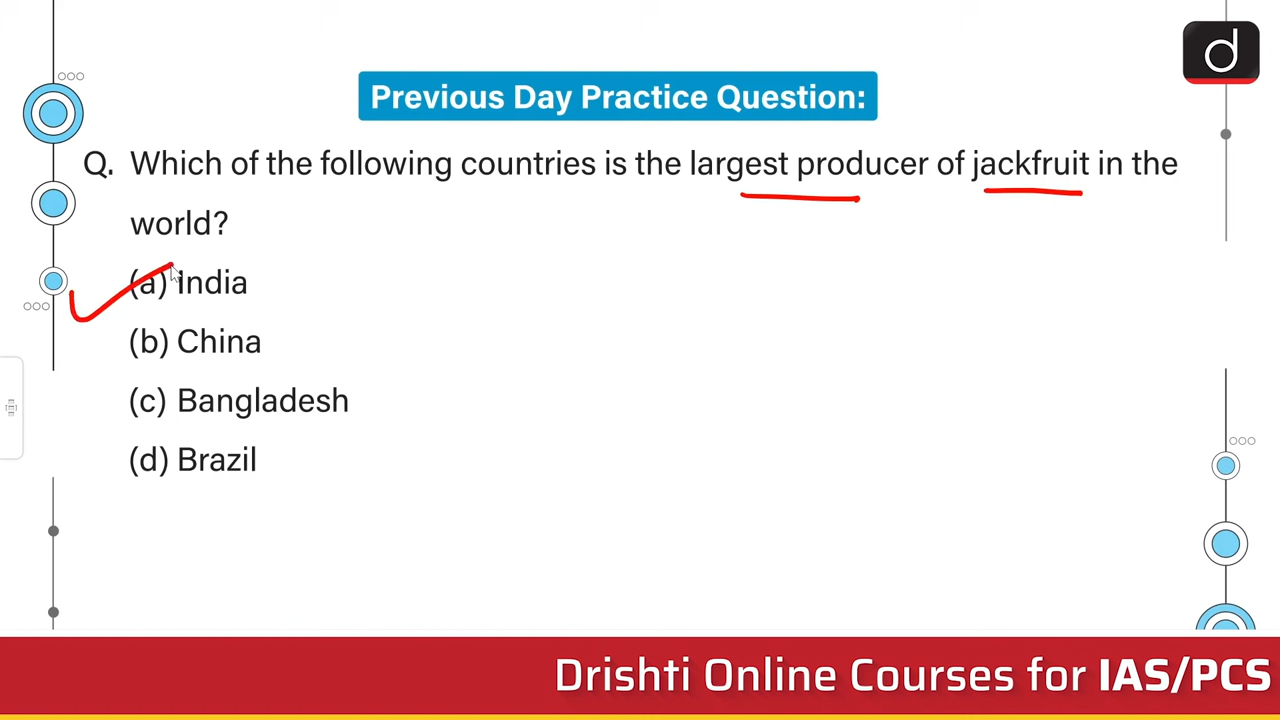 d
Previous Day Practice Question:
Q. Which of the following countries is the largest producer of jackfruit in the
world?
(a) India
(b) China
(c) Bangladesh
(d) Brazil
Drishti Online Courses for IAS/PCS